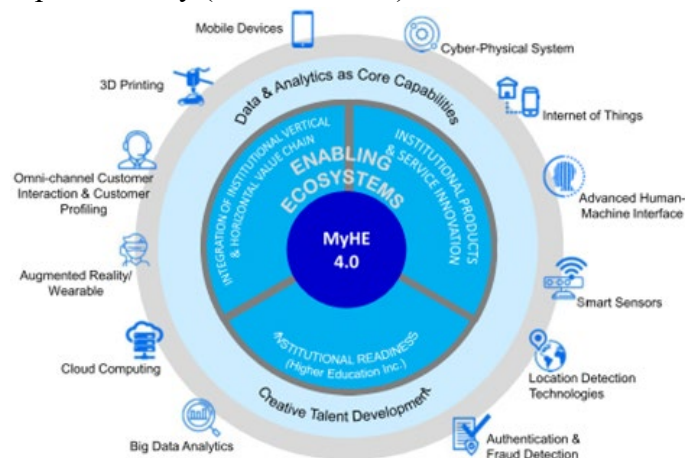 Mobile Devices
Cyber-Physical System
3D Printing
Internet of Things
Omni-channel Customer
Interaction & Customer
Profiling
Advanced Human-
Machine Interface
Augmented Reality/
Wearable
Smart Sensors
Cloud Computing
Location Detection
Technologies
Big Data Analytics
Authentication &
Fraud Detection
Data & Analytics as Core Capabilities
INTEGRATION OF INSTITUTIONAL VERTICAL
& HORIZONTAL VALUE CHAIN
INSTITUTIONAL PRODUCTS
& SERVICE INNOVATION
ENABLING
ECOSYSTEMS
MyHE
4.0
INSTITUTIONAL READINESS
(Higher Education Inc.)
Creative Talent Development